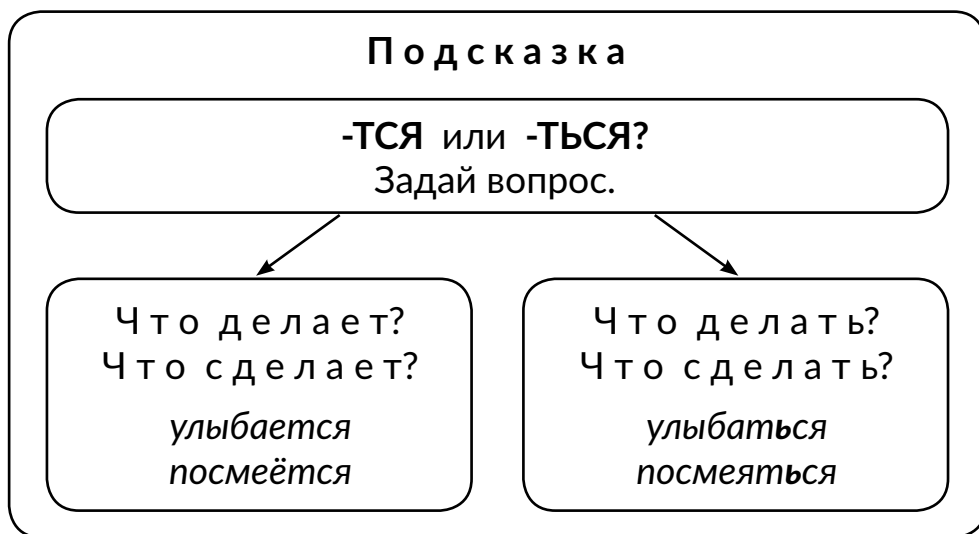 Подсказка
-ТСЯ или -ТЬСЯ?
Задай вопрос.
Что делает?
Что сделает?
улыбается
посмеётся
Что делать?
Что сделать?
улыбаться
посмеяться